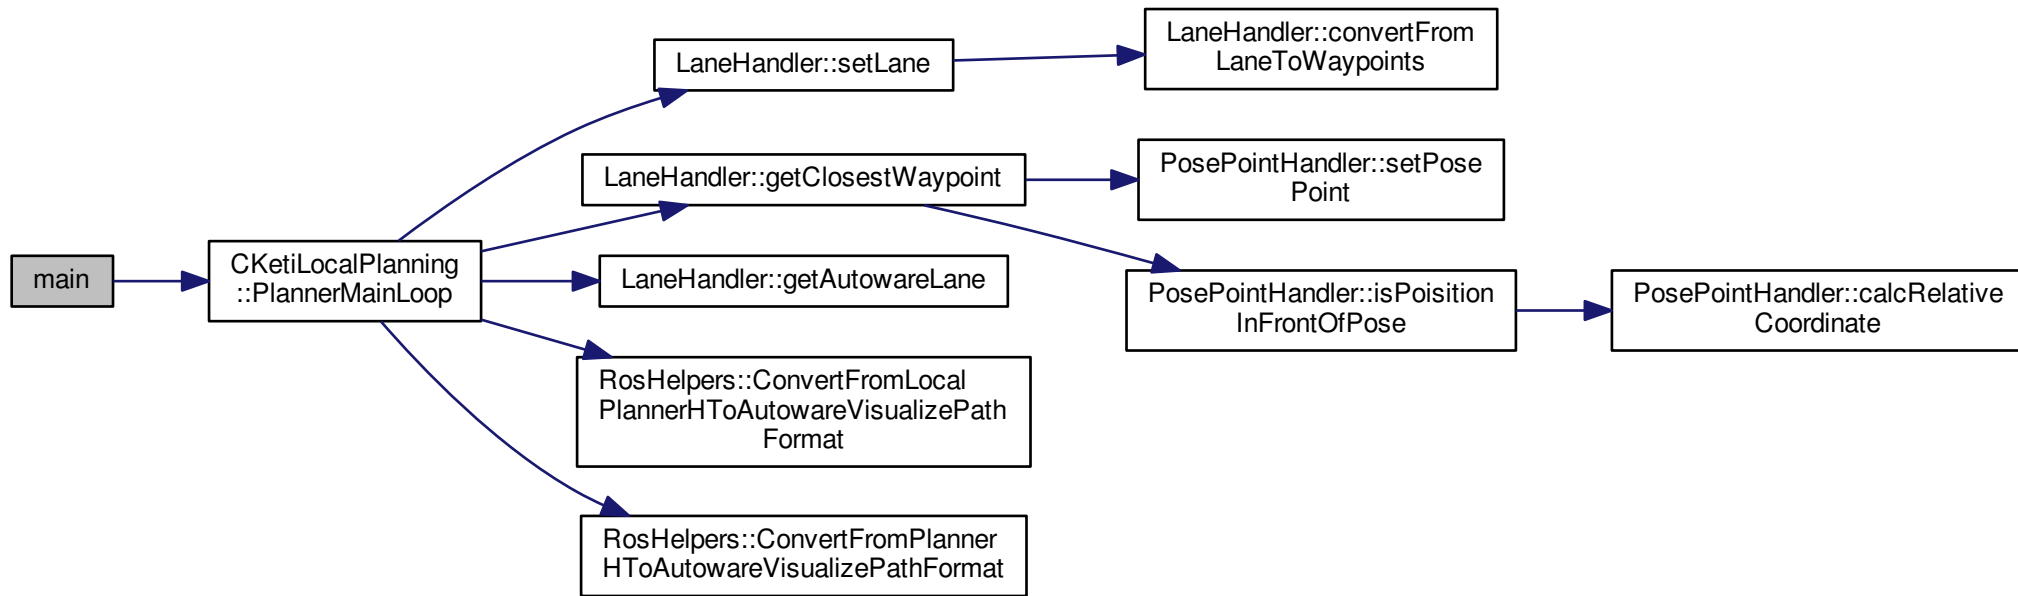 main
CKetiLocalPlanning
::PlannerMainLoop
LaneHandler::setLane
LaneHandler::convertFrom
LaneToWaypoints
LaneHandler::getClosestWaypoint
PosePointHandler::setPose
Point
PosePointHandler::isPoisition
InFrontOfPose
PosePointHandler::calcRelative
Coordinate
LaneHandler::getAutowareLane
RosHelpers::ConvertFromLocal
PlannerHToAutowareVisualizePath
Format
RosHelpers::ConvertFromPlanner
HToAutowareVisualizePathFormat